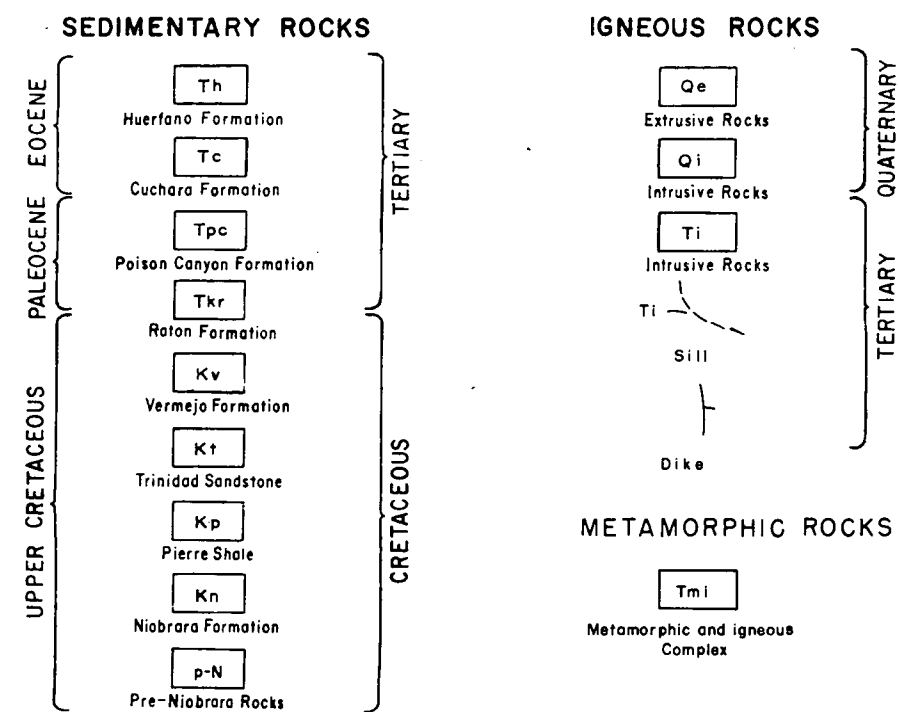 SEDIMENTARY ROCKS
EOCENE
PALEOCENE
UPPER CRETACEOUS
Th
Huerfano Formation
Tc
Cuchara Formation
Tpc
Poison Canyon Formation
Tkr
Raton Formation
Kv
Vermejo Formation
Kt
Trinidad Sandstone
Kp
Pierre Shale
Kn
Niobrara Formation
p-N
Pre-Niobrara Rocks
TERTIARY
CRETACEOUS
IGNEOUS ROCKS
Qe
Extrusive Rocks
Qi
Intrusive Rocks
Ti
Intrusive Rocks
Ti
Sill
Dike
QUATERNARY
TERTIARY
METAMORPHIC ROCKS
Tmi
Metamorphic and igneous
Complex